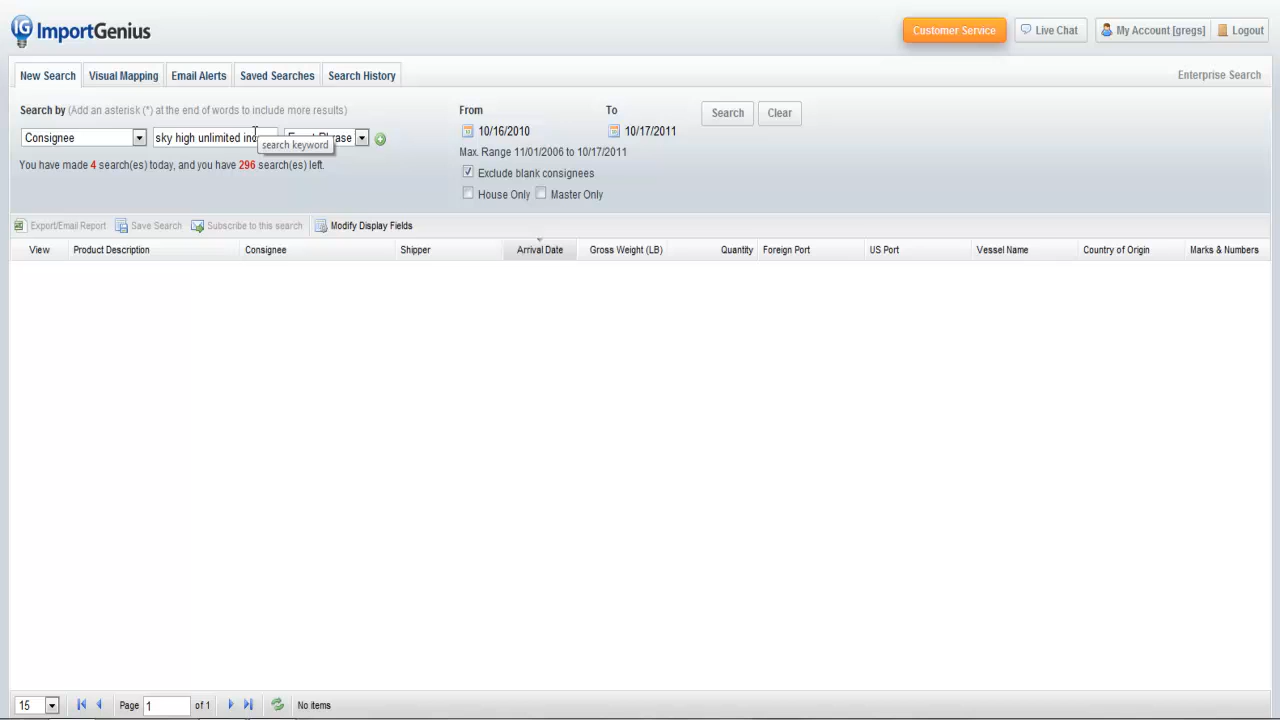 IG ImportGenius
Customer Service Live Chat My Account [gregs] Logout
New Search Visual Mapping Email Alerts Saved Searches Search History Enterprise Search
Search by (Add an asterisk (*) at the end of words to include more results) From To Search Clear
Consignee sky high unlimited inc Phrase 10/16/2010 10/17/2011
search keyword
Max. Range 11/01/2006 to 10/17/2011
You have made 4 search(es) today, and you have 296 search(es) left.
Exclude blank consignees
House Only Master Only
Export/Email Report Save Search Subscribe to this search Modify Display Fields
View Product Description Consignee Shipper Arrival Date Gross Weight (LB) Quantity Foreign Port US Port Vessel Name Country of Origin Marks & Numbers
15 Page 1 of 1 No items